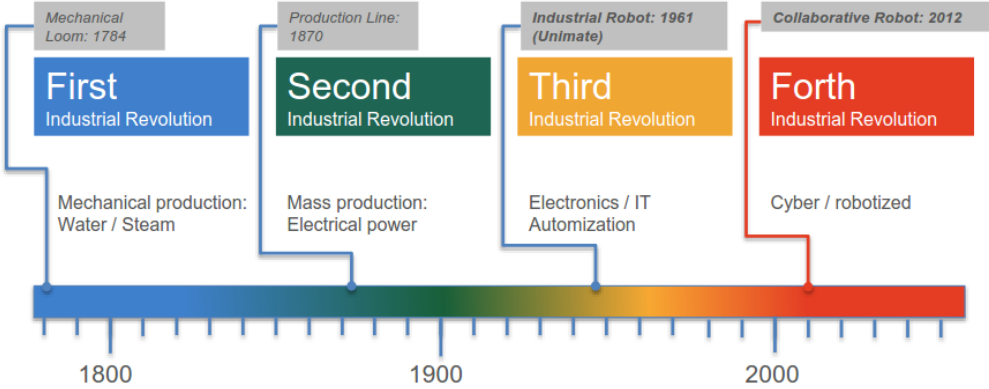 Mechanical
Loom: 1784
Production Line:
1870
Industrial Robot: 1961
(Unimate)
Collaborative Robot: 2012
First
Industrial Revolution
Second
Industrial Revolution
Third
Industrial Revolution
Forth
Industrial Revolution
Mechanical production:
Water / Steam
Mass production:
Electrical power
Electronics / IT
Automization
Cyber / robotized
1800
1900
2000